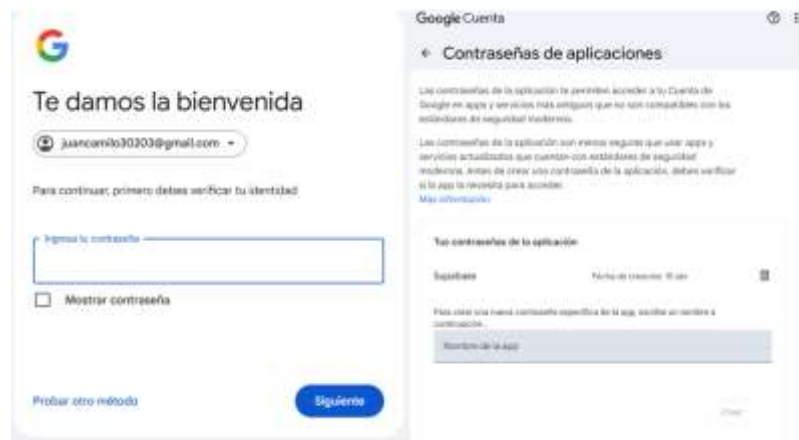 Te damos la bienvenida
juancamilo30203@gmail.com
Para continuar, primero debes verificar tu identidad
Ingresa tu contraseña
Mostrar contraseña
Probar otro método
Siguiente
Google Cuenta
Contraseñas de aplicaciones
Las contraseñas de la aplicación te permiten acceder a tu Cuenta de
Google en apps y servicios más antiguos que no son compatibles con los
estándares de seguridad modernos.
Las contraseñas de la aplicación son menos seguras que usar apps y
servicios actualizados que cuentan con estándares de seguridad
modernos. Antes de crear una contraseña de la aplicación, debes verificar
si la app la necesita para acceder.
Más información
Tus contraseñas de la aplicación
Supabase
Fecha de creación:
Para crear una nueva contraseña específica de la app, escribe un nombre a
continuación...
Nombre de la app
Crear